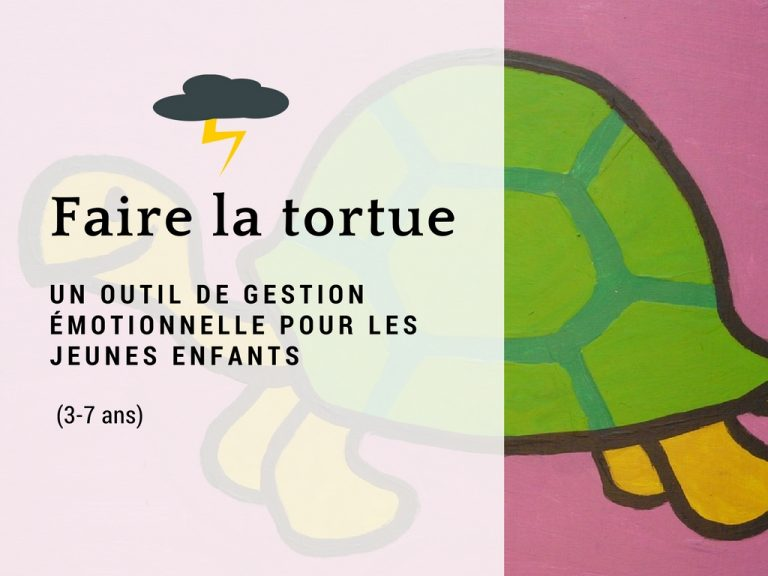 Faire la tortue
UN OUTIL DE GESTION
ÉMOTIONNELLE POUR LES
JEUNES ENFANTS
(3-7 ans)